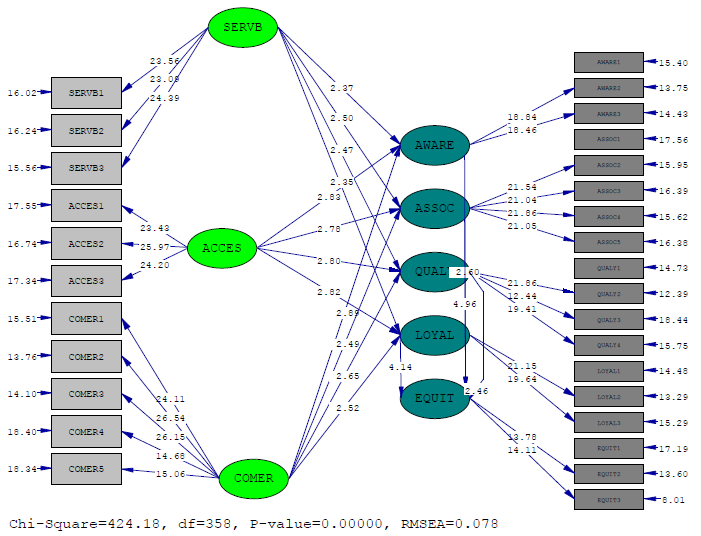 SERVB
23.56
23.09
24.39
16.02
SERVB1
16.24
SERVB2
15.56
SERVB3
17.55
ACCES1
16.74
ACCES2
17.34
ACCES3
15.51
COMER1
13.76
COMER2
14.10
COMER3
18.40
COMER4
18.34
COMER5
23.43
25.97
24.20
ACCES
24.11
26.54
26.15
14.68
15.06
COMER
2.37
2.50
2.47
2.35
2.83
2.78
2.80
2.82
2.89
2.49
2.65
2.52
AWARE
ASSOC
QUAL
LOYAL
EQUIT
2.60
4.96
4.14
2.46
18.84
18.46
21.54
21.04
21.86
21.05
21.86
12.44
19.41
21.15
19.64
13.78
14.11
AWARE1
15.40
AWARE2
13.75
AWARE3
14.43
ASSOC1
17.56
ASSOC2
15.95
ASSOC3
16.39
ASSOC4
15.62
ASSOC5
16.38
QUALY1
14.73
QUALY2
12.39
QUALY3
18.44
QUALY4
15.75
LOYAL1
14.48
LOYAL2
13.29
LOYAL3
15.29
EQUIT1
17.19
EQUIT2
13.60
EQUIT3
8.01
Chi-Square=424.18, df=358, P-value=0.00000, RMSEA=0.078